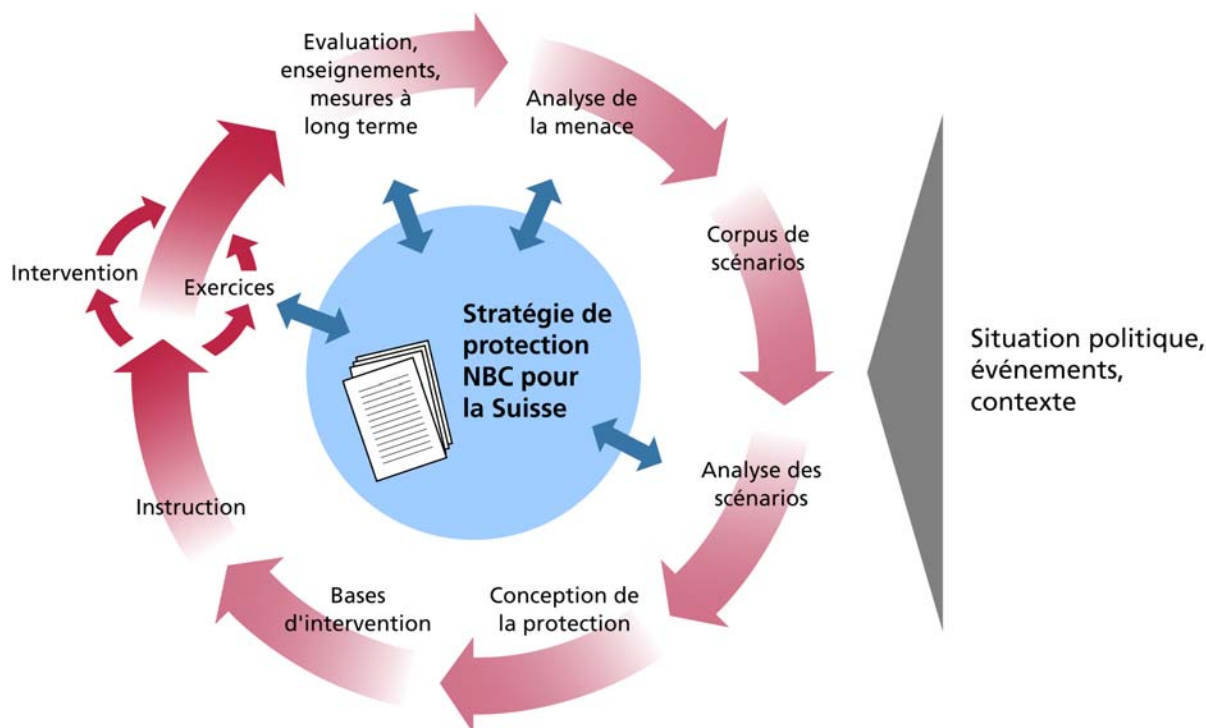 Evaluation,
enseignements,
mesures à
long terme
Analyse de
la menace
Corpus de
scénarios
Analyse des
scénarios
Conception de
la protection
Bases
d'intervention
Instruction
Intervention
Exercices
Stratégie de
protection
NBC pour
la Suisse
Situation politique,
événements,
contexte